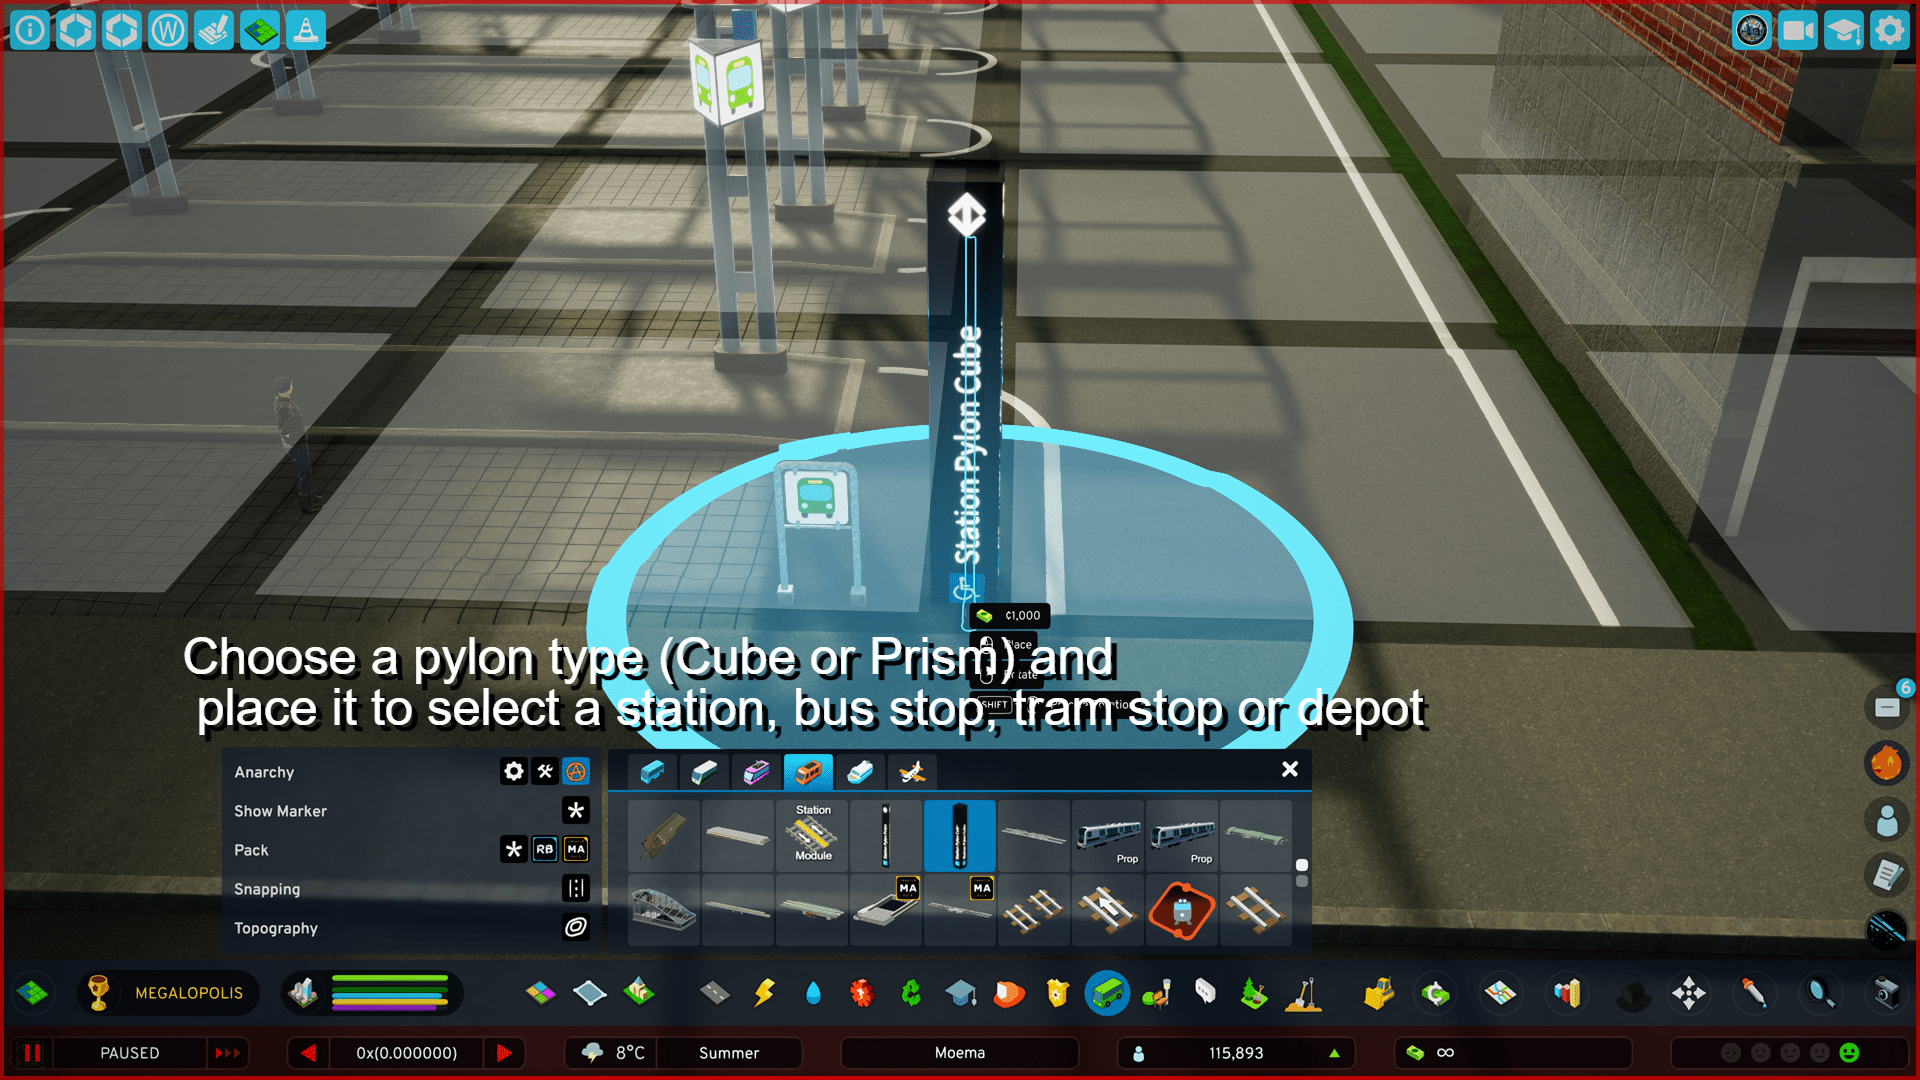 Station Pylon Cube
₵1,000
Place
Choose a pylon type (Cube or Prism) and
place it to select a station, bus stop, tram stop or depot
SHIFT
6
Anarchy
Show Marker
Pack
RB
MA
Snapping
Topography
Station
Module
Prop
Prop
MA
MA
MEGALOPOLIS
PAUSED
0x(0.000000)
8°C
Summer
Moema
115,893
∞